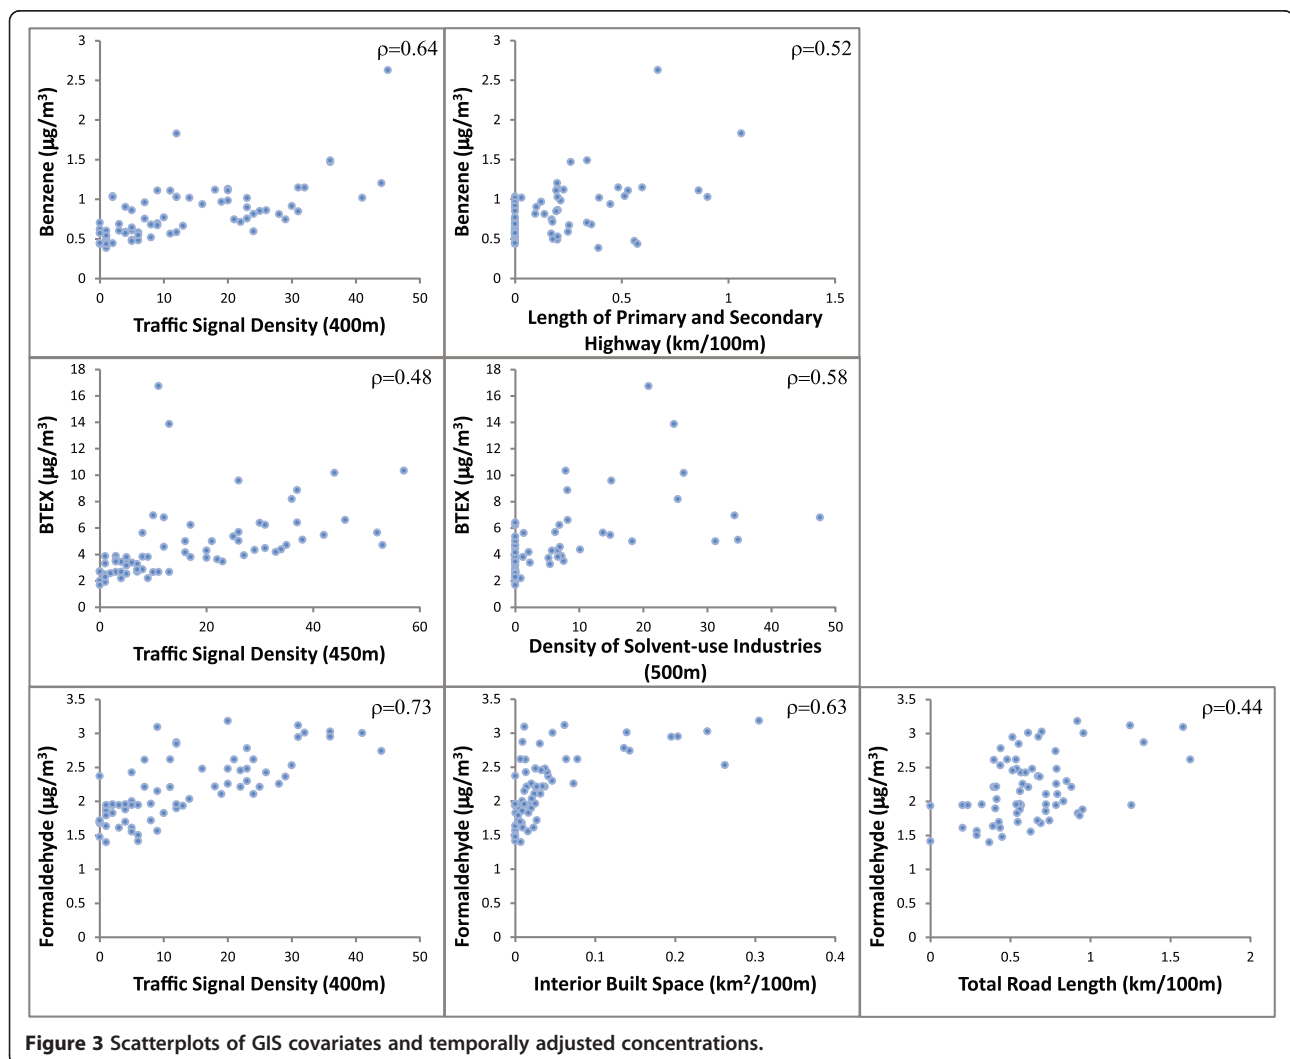 3
2.5
2
1.5
1
0.5
0
Benzene (µg/m³)
ρ=0.64
0 10 20 30 40 50
Traffic Signal Density (400m)
3
2.5
2
1.5
1
0.5
0
Benzene (µg/m³)
ρ=0.52
0 0.5 1 1.5
Length of Primary and Secondary
Highway (km/100m)
18
16
14
12
10
8
6
4
2
0
BTEX (µg/m³)
ρ=0.48
0 20 40 60
Traffic Signal Density (450m)
18
16
14
12
10
8
6
4
2
0
BTEX (µg/m³)
ρ=0.58
0 10 20 30 40 50
Density of Solvent-use Industries
(500m)
3.5
3
2.5
2
1.5
1
0.5
0
Formaldehyde (µg/m³)
ρ=0.73
0 10 20 30 40 50
Traffic Signal Density (400m)
3.5
3
2.5
2
1.5
1
0.5
0
Formaldehyde (µg/m³)
ρ=0.63
0 0.1 0.2 0.3 0.4
Interior Built Space (km²/100m)
3.5
3
2.5
2
1.5
1
0.5
0
Formaldehyde (µg/m³)
ρ=0.44
0 0.5 1 1.5 2
Total Road Length (km/100m)
Figure 3 Scatterplots of GIS covariates and temporally adjusted concentrations.